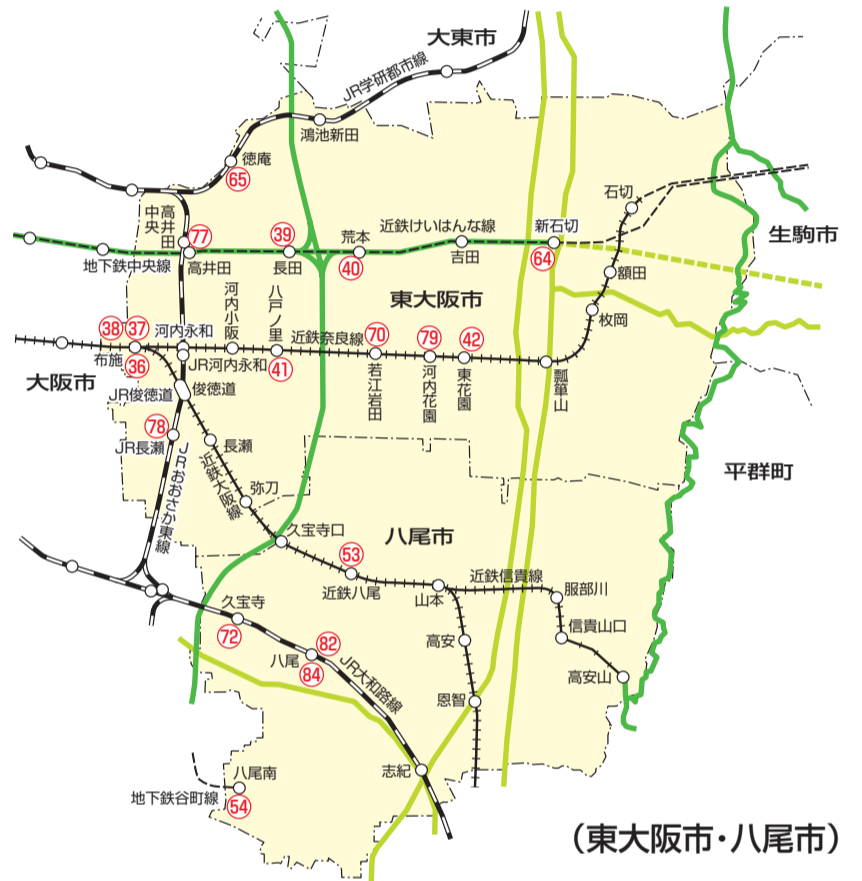 大東市
JR学研都市線
鴻池新田
徳庵
65
石切
高井田
中央
77
39
荒本
近鉄けいはんな線
新石切
生駒市
地下鉄中央線
高井田
長田
40
吉田
64
額田
東大阪市
河内小阪
八戸ノ里
枚岡
38
37
河内永和
近鉄奈良線
70
79
42
布施
36
JR河内永和
41
若江岩田
河内花園
東花園
瓢箪山
大阪市
JR俊徳道
俊徳道
78
JR長瀬
長瀬
平群町
近鉄大阪線
弥刀
JRおおさか東線
久宝寺口
八尾市
53
近鉄八尾
山本
近鉄信貴線
服部川
久宝寺
72
信貴山口
高安
82
八尾
84
JR大和路線
高安山
恩智
志紀
八尾南
地下鉄谷町線
54
(東大阪市・八尾市)